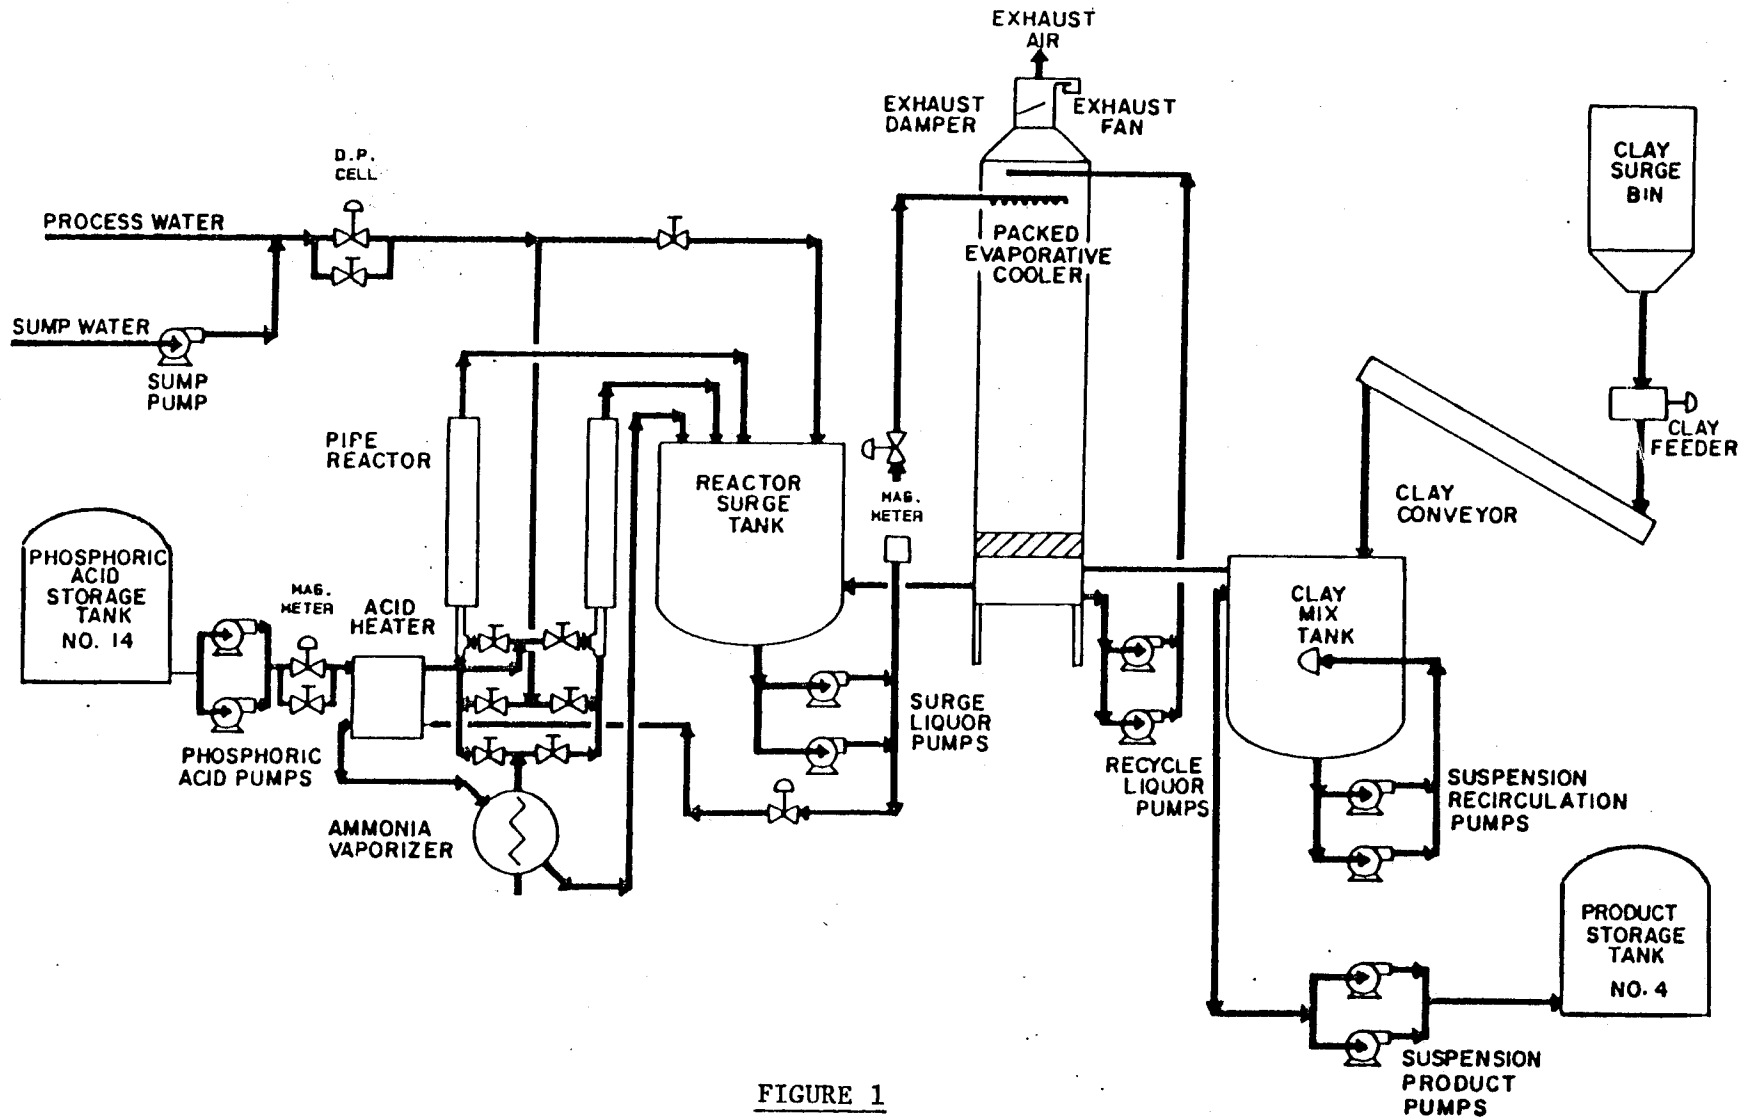 EXHAUST
AIR
EXHAUST
DAMPER
EXHAUST
FAN
D.P.
CELL
PROCESS WATER
SUMP WATER
SUMP
PUMP
PIPE
REACTOR
PACKED
EVAPORATIVE
COOLER
CLAY
SURGE
BIN
CLAY
FEEDER
CLAY
CONVEYOR
REACTOR
SURGE
TANK
MAG.
METER
PHOSPHORIC
ACID
STORAGE
TANK
NO. 14
MAG.
METER
ACID
HEATER
PHOSPHORIC
ACID PUMPS
AMMONIA
VAPORIZER
SURGE
LIQUOR
PUMPS
RECYCLE
LIQUOR
PUMPS
CLAY
MIX
TANK
SUSPENSION
RECIRCULATION
PUMPS
PRODUCT
STORAGE
TANK
NO. 4
SUSPENSION
PRODUCT
PUMPS
FIGURE 1